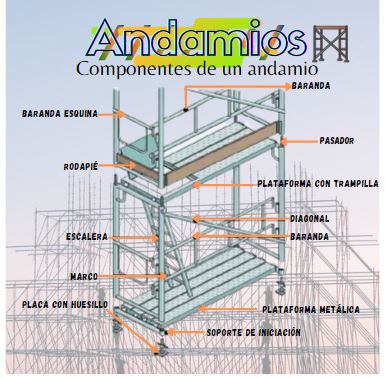 Andamios
Componentes de un andamio
BARANDA
BARANDA ESQUINA
PASADOR
RODAPIÉ
PLATAFORMA CON TRAMPILLA
DIAGONAL
ESCALERA
BARANDA
MARCO
PLACA CON HUESILLO
PLATAFORMA METÁLICA
SOPORTE DE INICIACIÓN